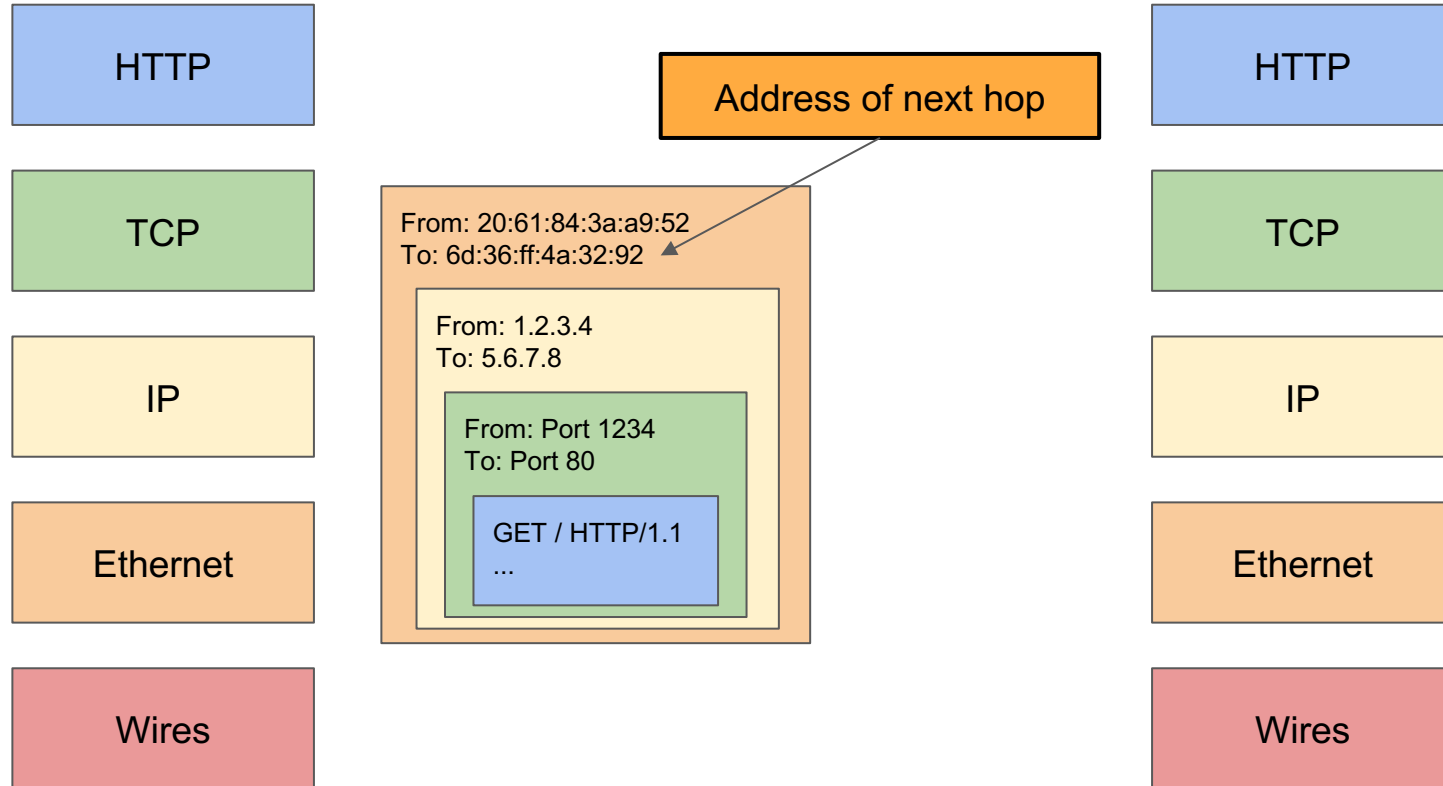 HTTP
TCP
IP
Ethernet
Wires
Address of next hop
From: 20:61:84:3a:a9:52
To: 6d:36:ff:4a:32:92
From: 1.2.3.4
To: 5.6.7.8
From: Port 1234
To: Port 80
GET / HTTP/1.1
...
HTTP
TCP
IP
Ethernet
Wires